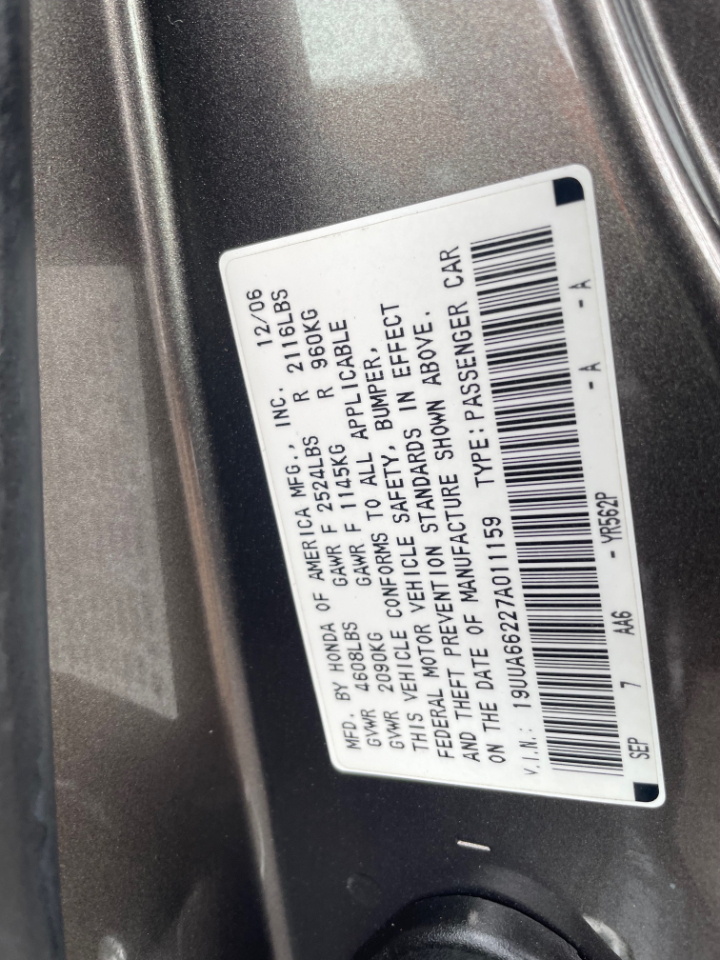 MFD. BY HONDA OF AMERICA MFG., INC. 12/06
GVWR 4608LBS GAWR F 2524LBS R 2116LBS
GVWR 2090KG GAWR F 1145KG R 960KG
THIS VEHICLE CONFORMS TO ALL APPLICABLE
FEDERAL MOTOR VEHICLE SAFETY, BUMPER,
AND THEFT PREVENTION STANDARDS IN EFFECT
ON THE DATE OF MANUFACTURE SHOWN ABOVE.
V.I.N.: 19UUA66227A011159 TYPE:PASSENGER CAR
SEP 7 AA6 - YR562P - A - A